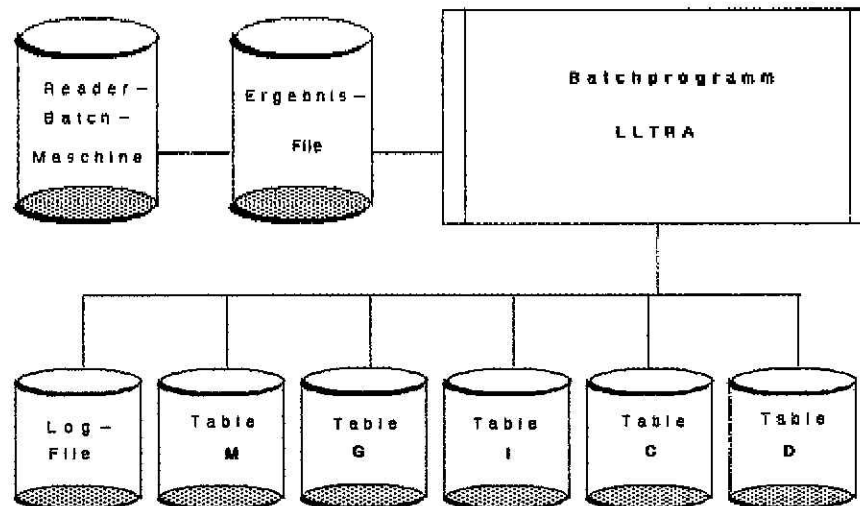 Reader-
Batch-
Maschine
Ergebnis-
File
Batchprogramm
LLTRA
Log-
File
Table
M
Table
G
Table
I
Table
C
Table
D